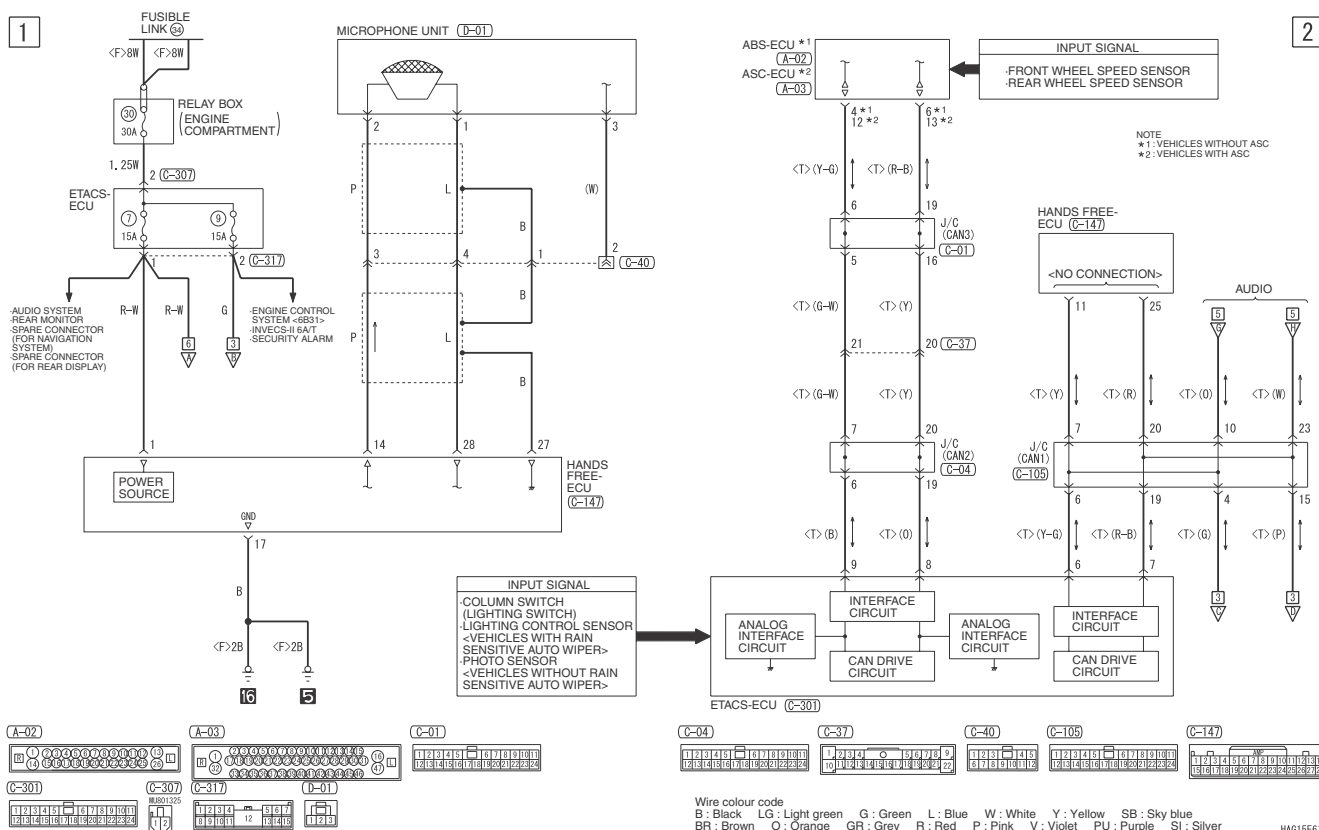 1
FUSIBLE
LINK 34
<F>8W <F>8W
30
30A
RELAY BOX
(ENGINE
COMPARTMENT)
1. 25W
2 (C-307)
ETACS-
ECU
7
15A
9
15A
1
2 (C-317)
·AUDIO SYSTEM
·REAR MONITOR
·SPARE CONNECTOR
(FOR NAVIGATION
SYSTEM)
·SPARE CONNECTOR
(FOR REAR DISPLAY)
R-W
R-W
G
·ENGINE CONTROL
SYSTEM <6B31>
·INVECS-II 6A/T
·SECURITY ALARM
6
A
3
B
MICROPHONE UNIT (D-01)
2 1 3
P L B (W)
3 4 1 2 (C-40)
P L B
B
1 14 28 27
POWER
SOURCE
HANDS
FREE-
ECU
(C-147)
GND
17
B
<F>2B <F>2B
16 5
2
ABS-ECU *1
(A-02)
ASC-ECU *2
(A-03)
INPUT SIGNAL
·FRONT WHEEL SPEED SENSOR
·REAR WHEEL SPEED SENSOR
4 *1
12 *2
6 *1
13 *2
NOTE
*1 : VEHICLES WITHOUT ASC
*2 : VEHICLES WITH ASC
<T>(Y-G) <T>(R-B)
6 19
J/C
(CAN3)
(C-01)
5 16
<T>(G-W) <T>(Y)
21 20 (C-37)
<T>(G-W) <T>(Y)
7 20
J/C
(CAN2)
(C-04)
6 19
<T>(B) <T>(O)
9 8
HANDS FREE-
ECU (C-147)
<NO CONNECTION>
11 25
AUDIO
5 5
G H
<T>(Y) <T>(R) <T>(O) <T>(W)
7 20 10 23
J/C
(CAN1)
(C-105)
6 19 4 15
<T>(Y-G) <T>(R-B) <T>(G) <T>(P)
6 7
3 3
C D
INPUT SIGNAL
·COLUMN SWITCH
(LIGHTING SWITCH)
·LIGHTING CONTROL SENSOR
<VEHICLES WITH RAIN
SENSITIVE AUTO WIPER>
·PHOTO SENSOR
<VEHICLES WITHOUT RAIN
SENSITIVE AUTO WIPER>
ANALOG
INTERFACE
CIRCUIT
INTERFACE
CIRCUIT
CAN DRIVE
CIRCUIT
ANALOG
INTERFACE
CIRCUIT
INTERFACE
CIRCUIT
CAN DRIVE
CIRCUIT
ETACS-ECU (C-301)
(A-02) (A-03) (C-01) (C-04) (C-37) (C-40) (C-105) (C-147)
(C-301) (C-307) (C-317) (D-01)
MU801325
Wire colour code
B : Black LG : Light green G : Green L : Blue W : White Y : Yellow SB : Sky blue
BR : Brown O : Orange GR : Grey R : Red P : Pink V : Violet PU : Purple SI : Silver